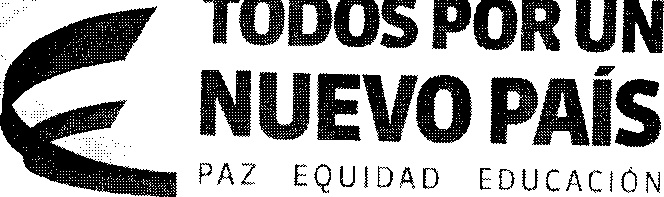 TODOS POR UN
NUEVO PAÍS
PAZ EQUIDAD EDUCACIÓN